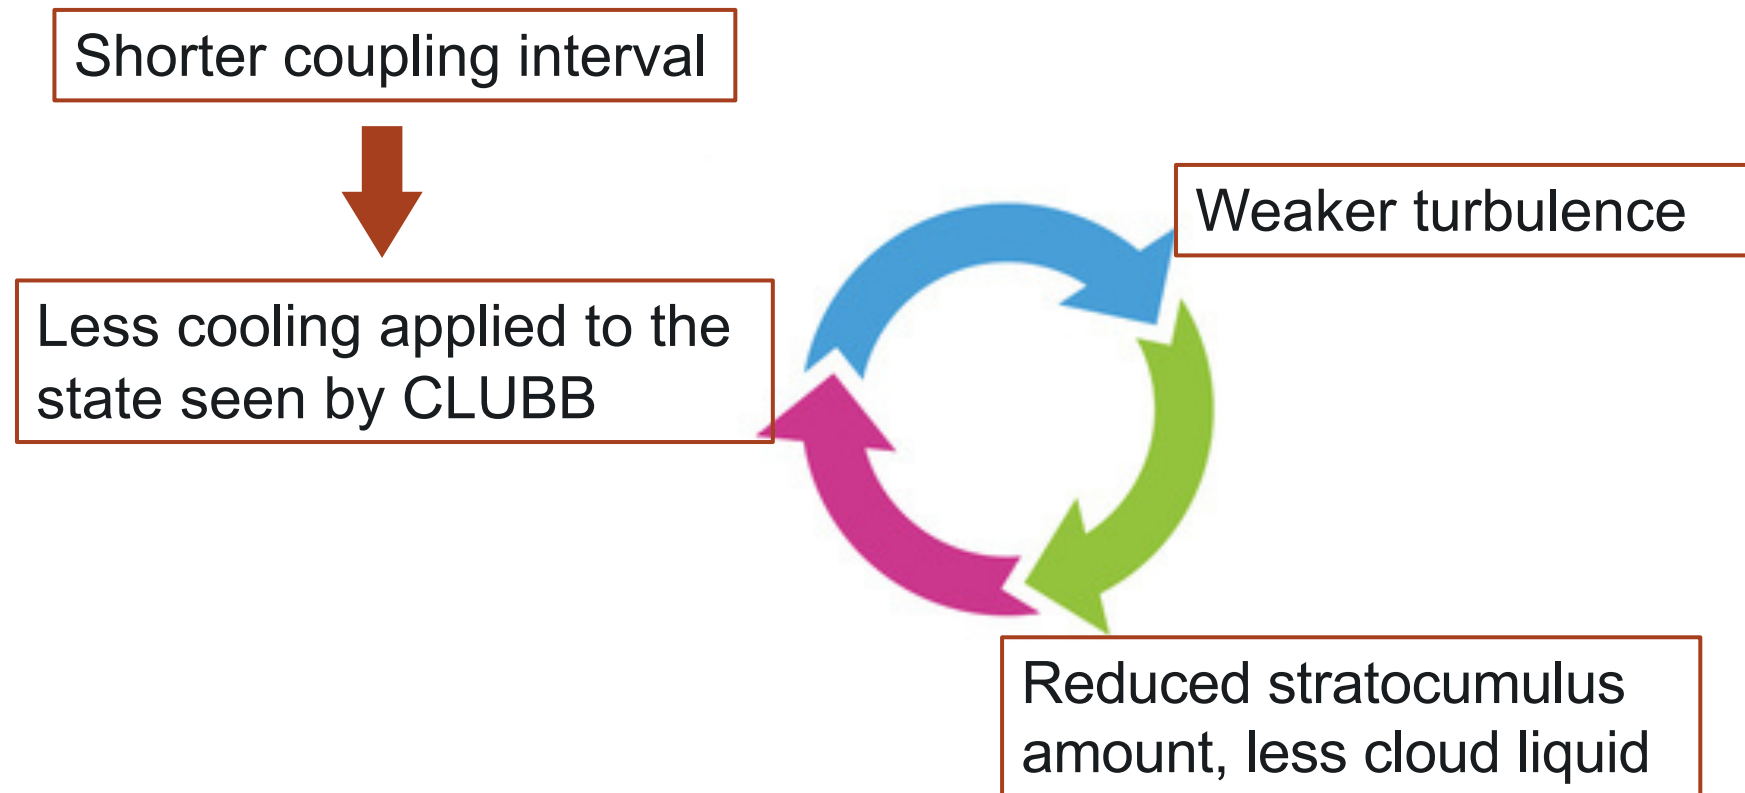 Shorter coupling interval
Weaker turbulence
Less cooling applied to the
state seen by CLUBB
Reduced stratocumulus
amount, less cloud liquid